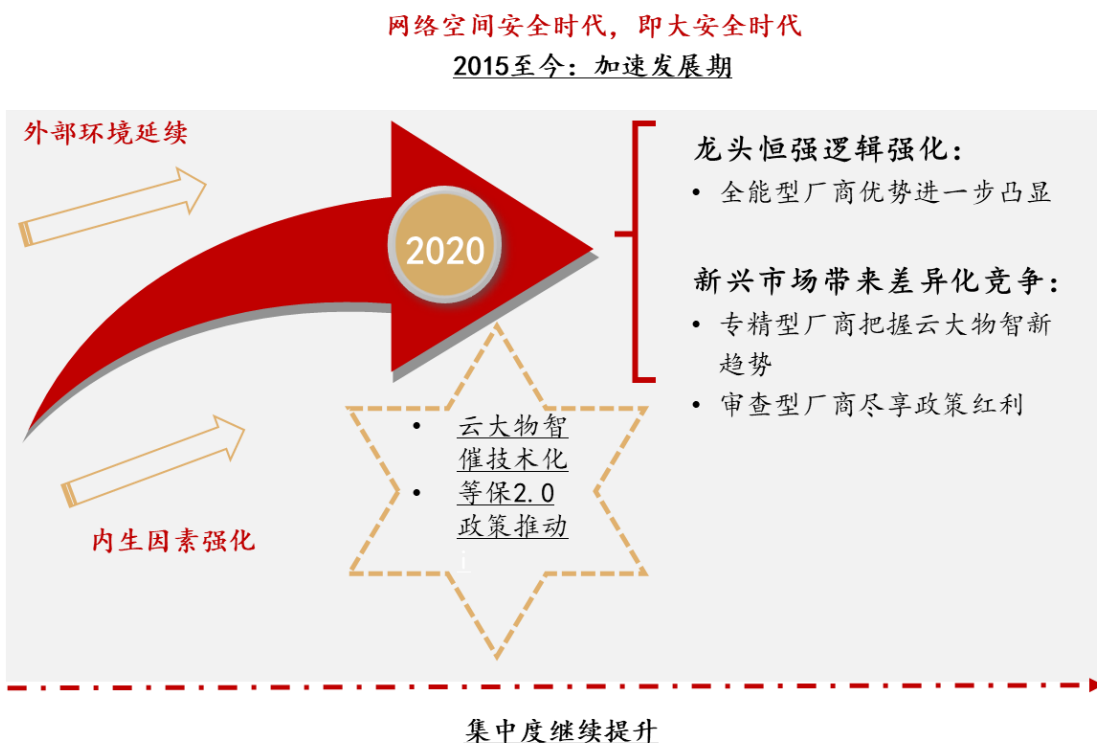 网络空间安全时代，即大安全时代
2015至今：加速发展期
外部环境延续
2020
内生因素强化
• 云大物智
催技术化
• 等保2.0
政策推动
i
龙头恒强逻辑强化：
• 全能型厂商优势进一步凸显
新兴市场带来差异化竞争：
• 专精型厂商把握云大物智新
趋势
• 审查型厂商尽享政策红利
集中度继续提升